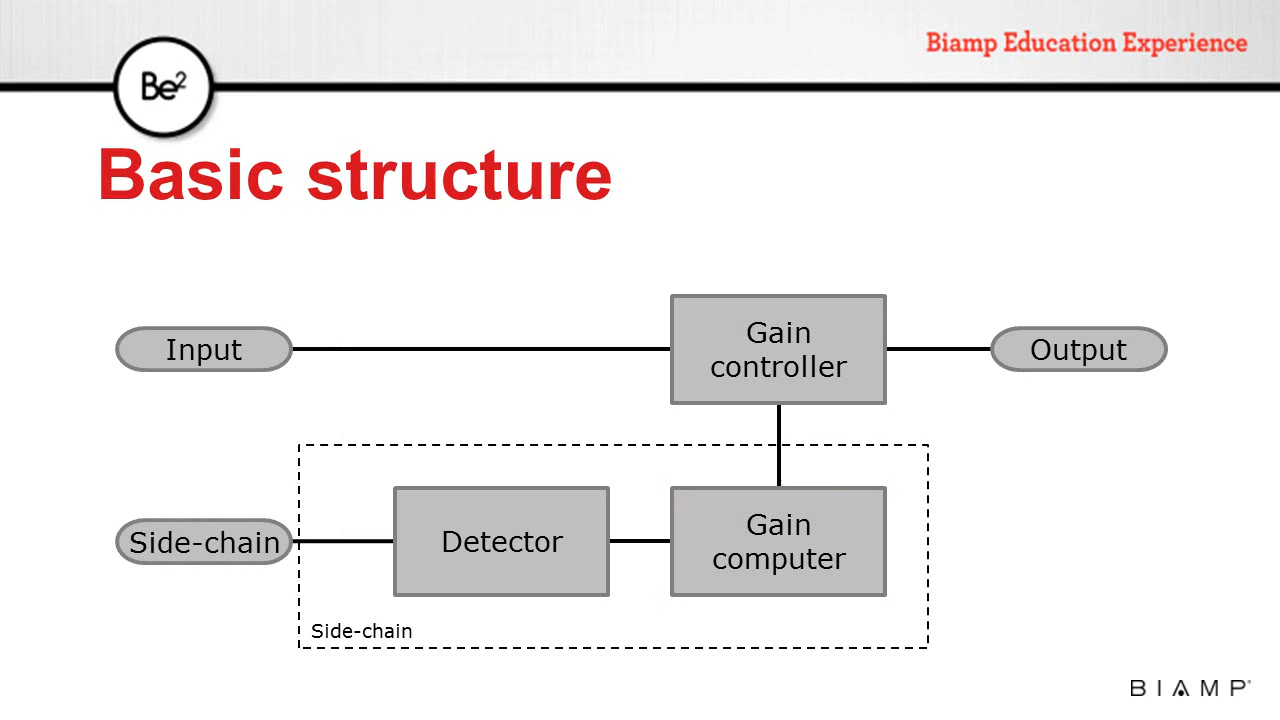 Biamp Education Experience
Be²
Basic structure
Input
Gain
controller
Output
Side-chain
Detector
Gain
computer
Side-chain
BIAMP®